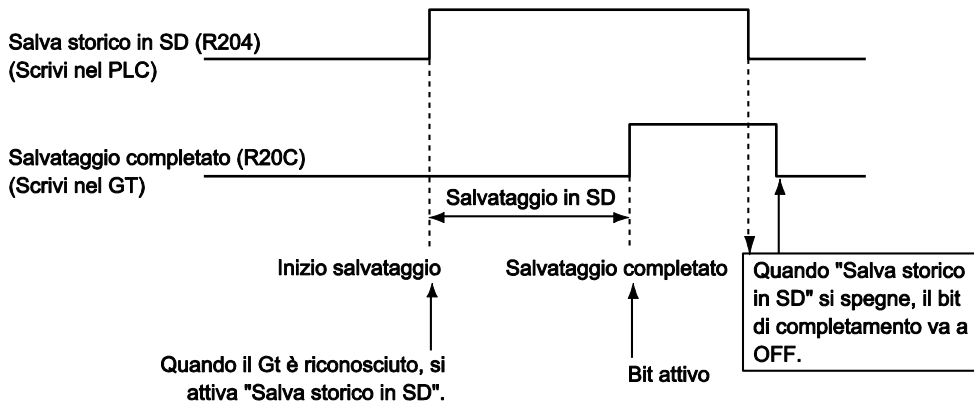 Salva storico in SD (R204)
(Scrivi nel PLC)
Salvataggio completato (R20C)
(Scrivi nel GT)
Salvataggio in SD
Inizio salvataggio
Salvataggio completato
Quando "Salva storico
in SD" si spegne, il bit
di completamento va a
OFF.
Quando il Gt è riconosciuto, si
attiva "Salva storico in SD".
Bit attivo